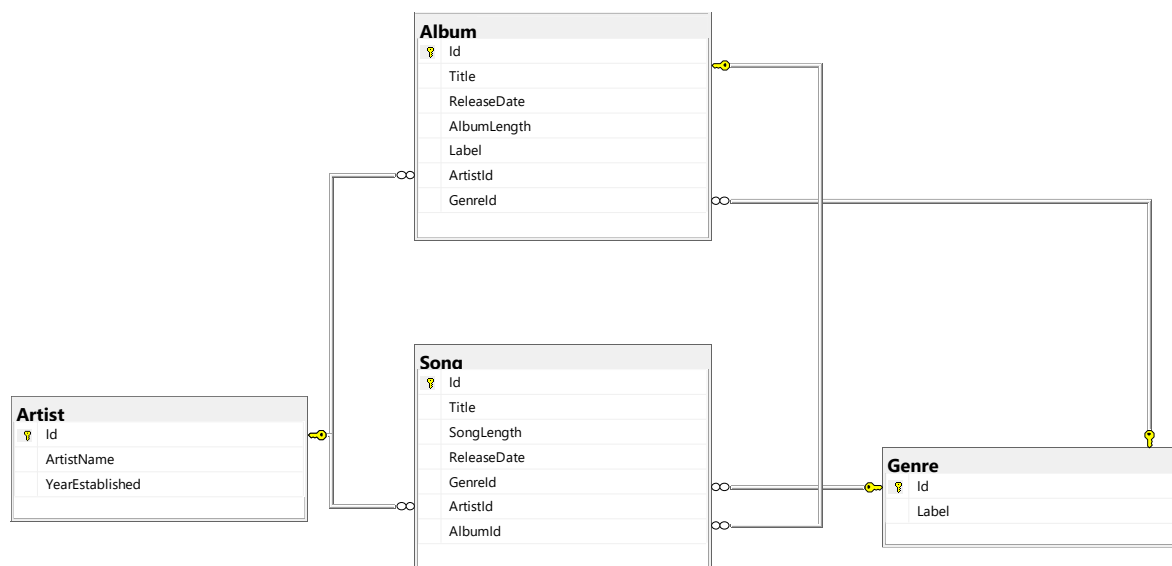 Album
Id
Title
ReleaseDate
AlbumLength
Label
ArtistId
GenreId
Song
Id
Title
SongLength
ReleaseDate
GenreId
ArtistId
AlbumId
Artist
Id
ArtistName
YearEstablished
Genre
Id
Label